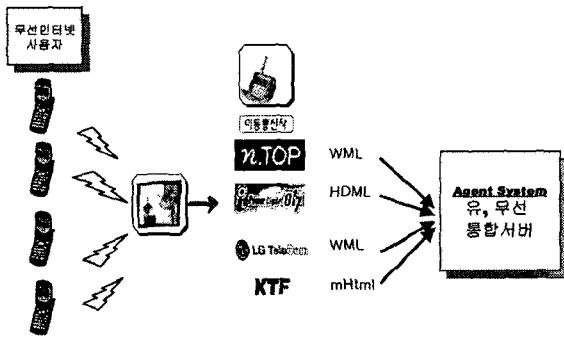 무선인터넷
사용자
이동통신사
n.TOP
WML
HDML
LG TeleCom
WML
KTF
mHtml
Agent System
유, 무선
통합서버